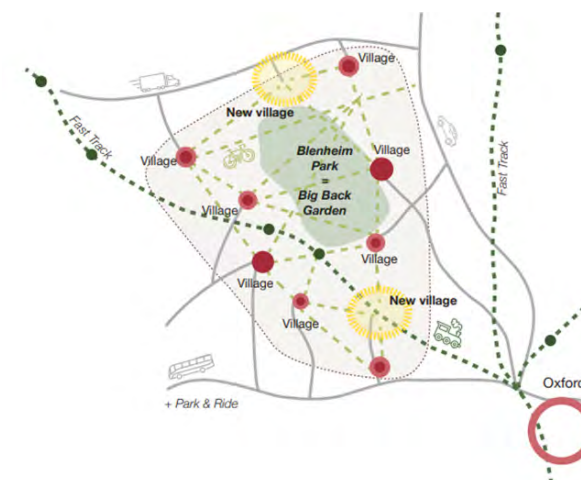 Village
New village
Fast Track
Village
Blenheim
Park
=
Big Back
Garden
Village
Fast Track
Village
Village
Village
New village
Village
Oxford
+ Park & Ride